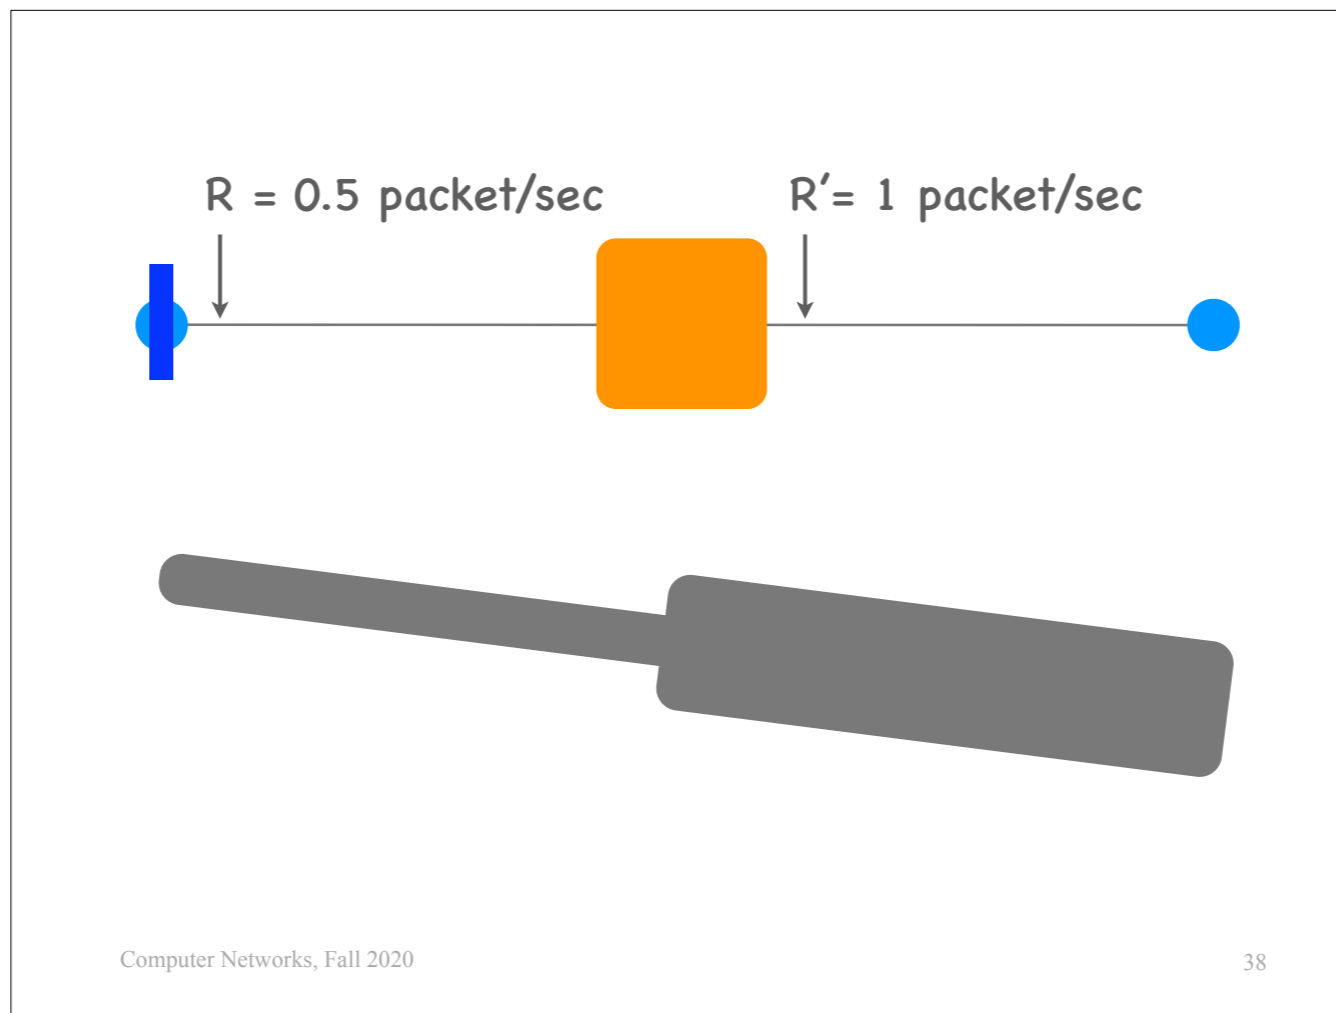 R = 0.5 packet/sec
R′= 1 packet/sec
Computer Networks, Fall 2020
38